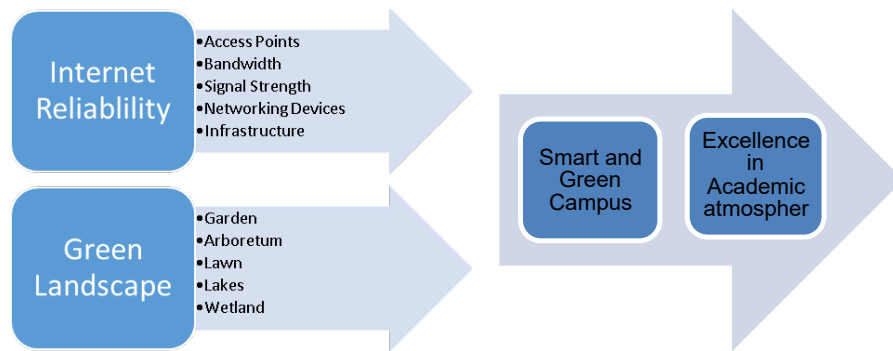 Internet
Reliablility
•Access Points
•Bandwidth
•Signal Strength
•Networking Devices
•Infrastructure
Green
Landscape
•Garden
•Arboretum
•Lawn
•Lakes
•Wetland
Smart and
Green
Campus
Excellence
in
Academic
atmospher